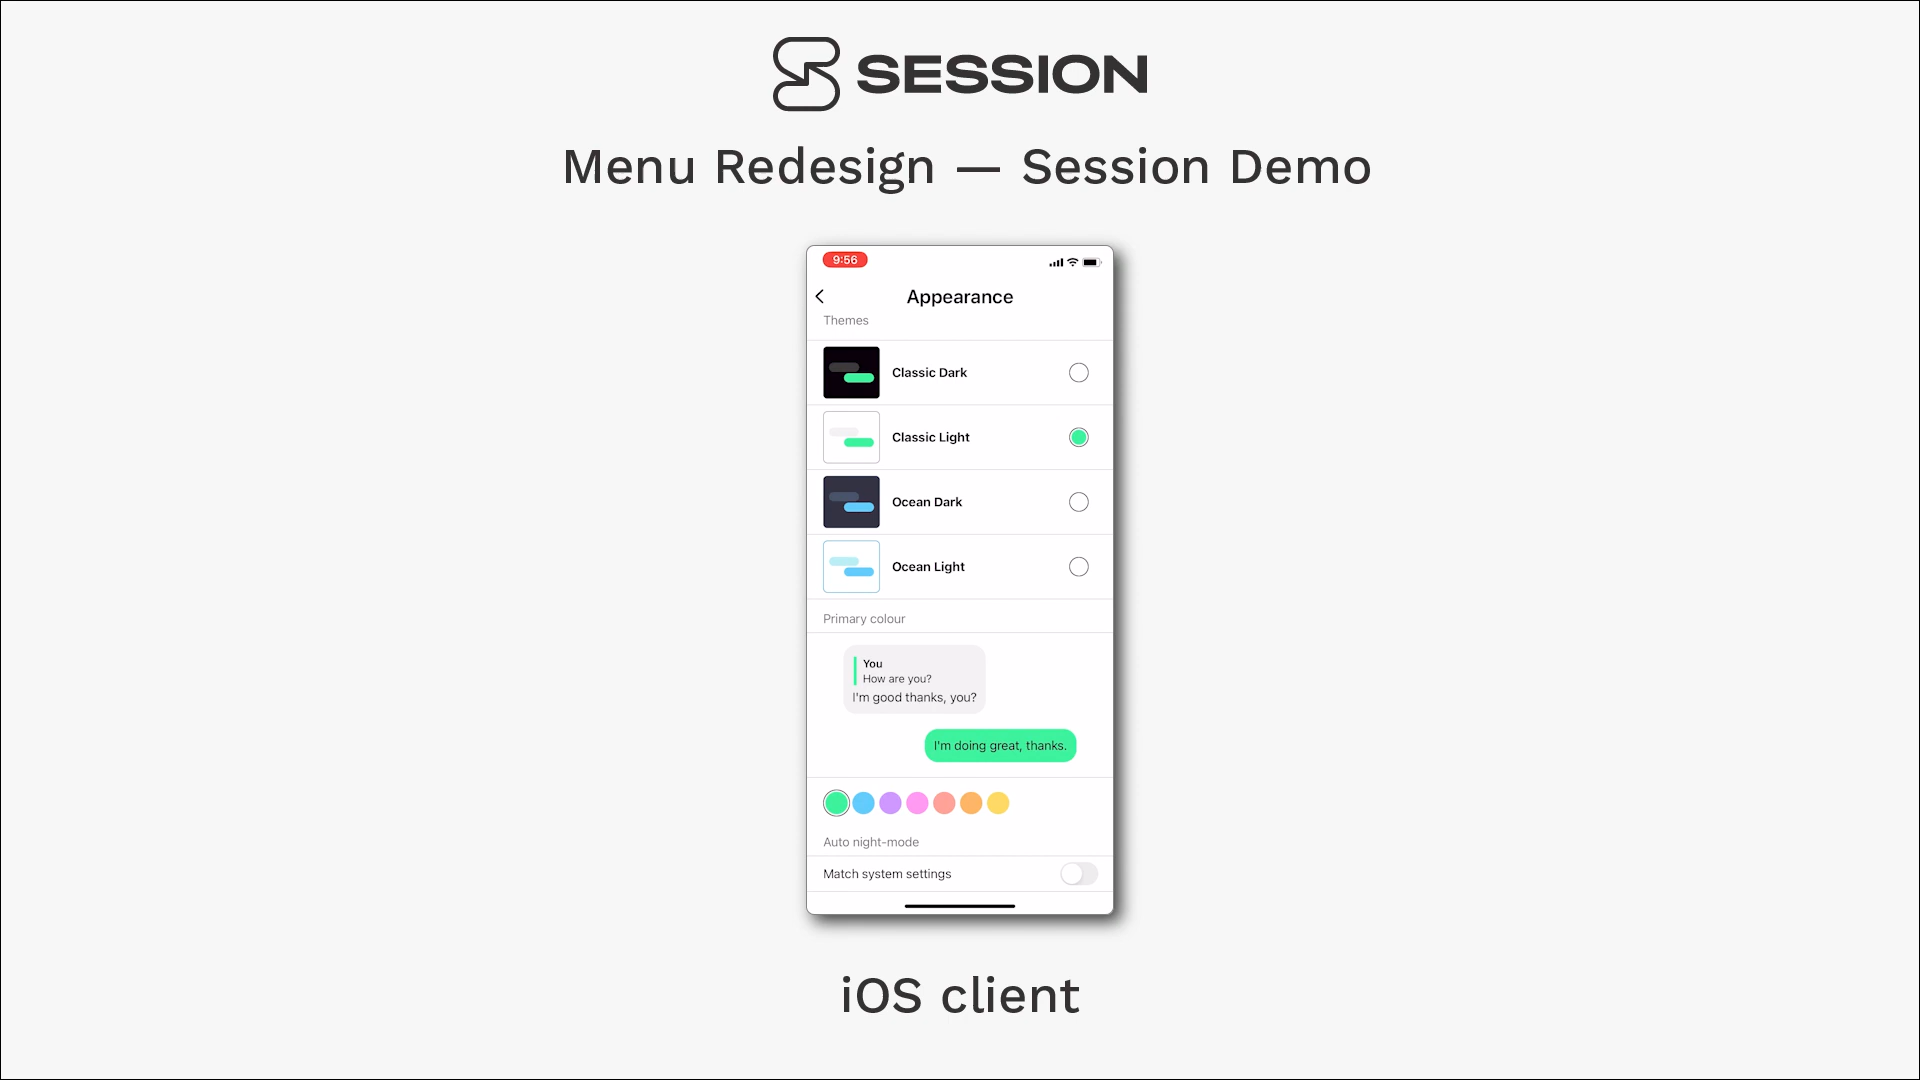 SESSION
Menu Redesign — Session Demo
9:56
Appearance
Themes
Classic Dark
Classic Light
Ocean Dark
Ocean Light
Primary colour
You
How are you?
I'm good thanks, you?
I'm doing great, thanks.
Auto night-mode
Match system settings
iOS client